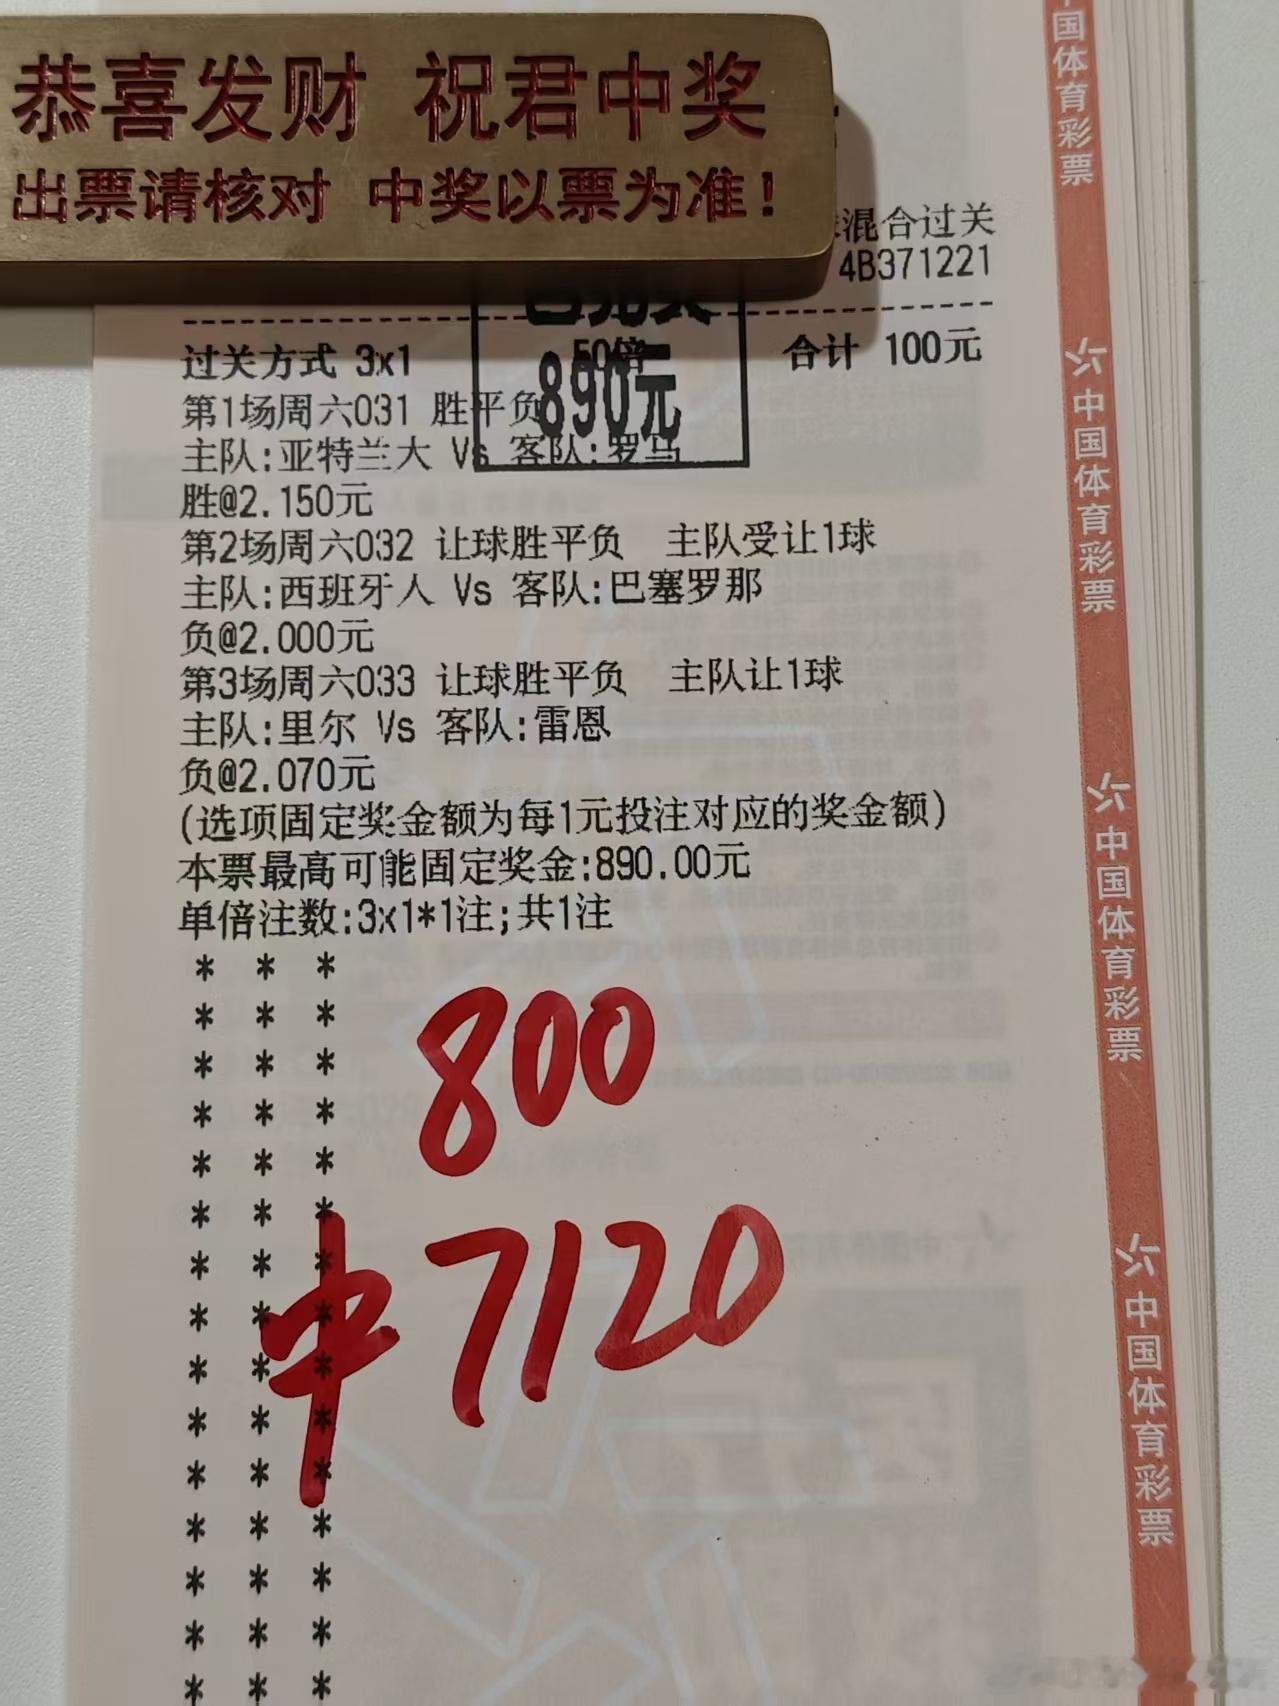 恭喜发财 祝君中奖
出票请核对 中奖以票为准！
混合过关
4B371221
过关方式 3x1 50倍 合计 100元
890元
第1场周六031 胜平负
主队:亚特兰大 Vs 客队:罗马
胜@2.150元
第2场周六032 让球胜平负 主队受让1球
主队:西班牙人 Vs 客队:巴塞罗那
负@2.000元
第3场周六033 让球胜平负 主队让1球
主队:里尔 Vs 客队:雷恩
负@2.070元
(选项固定奖金额为每1元投注对应的奖金额)
本票最高可能固定奖金:890.00元
单倍注数:3x1*1注;共1注
800
中7120
中国体育彩票
中国体育彩票
中国体育彩票
中国体育彩票